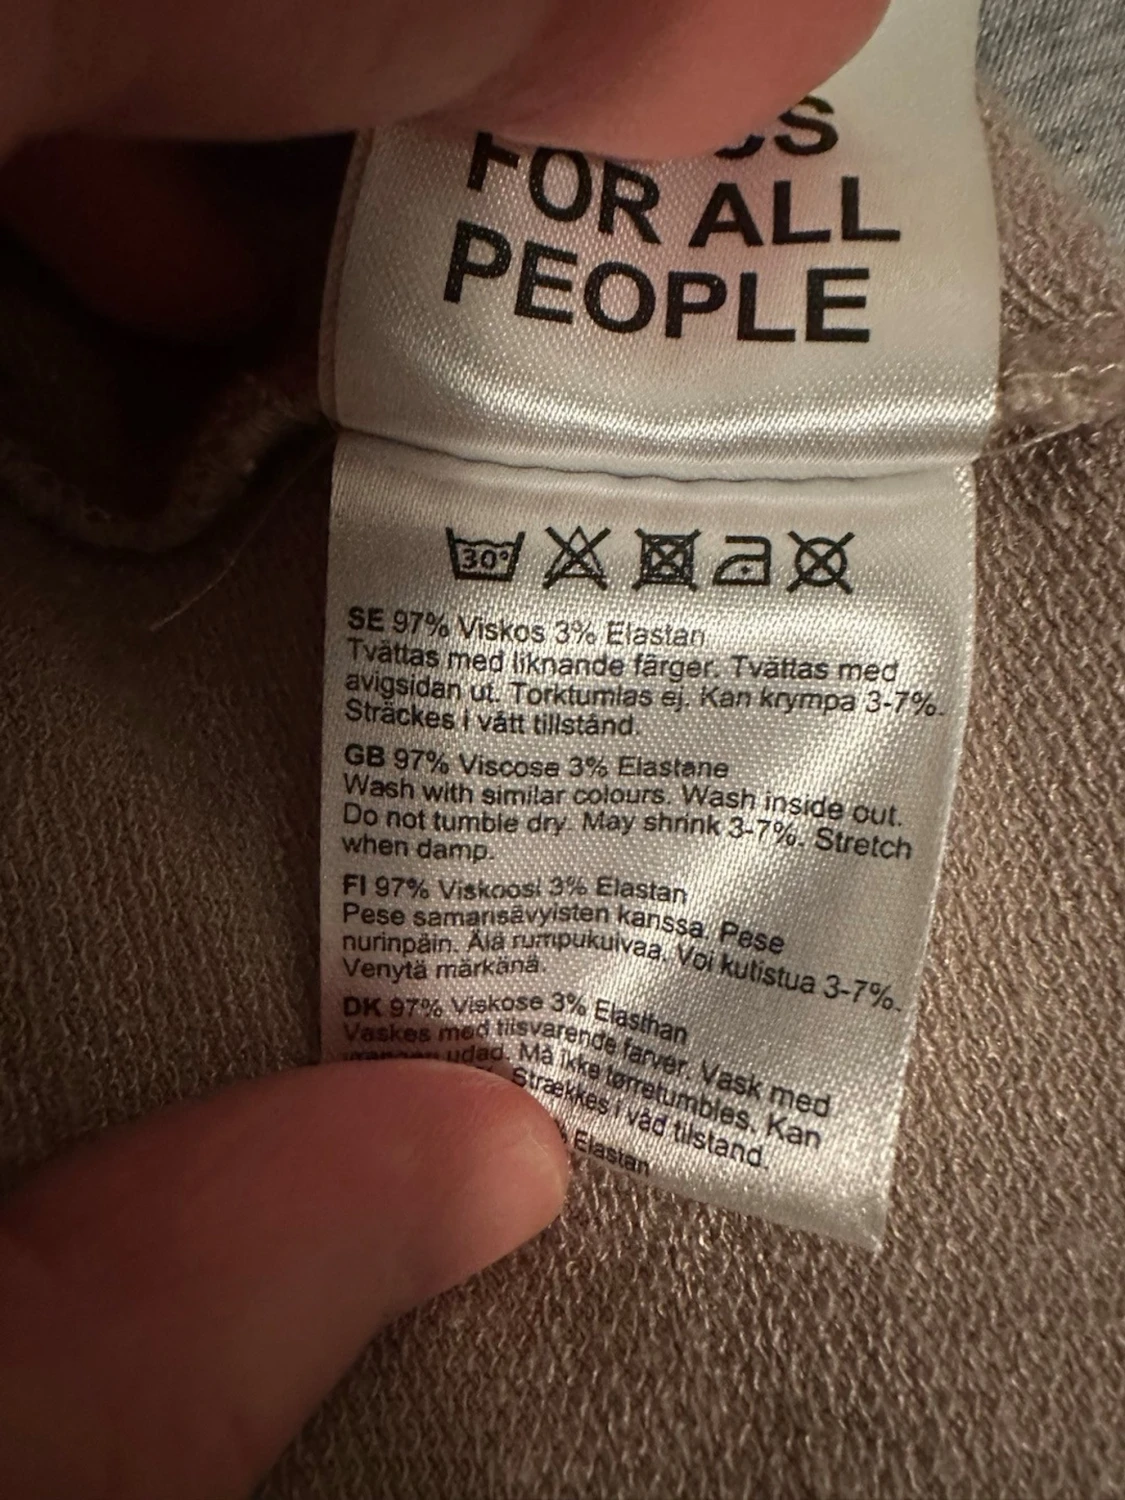 FOR ALL
PEOPLE
30°
SE 97% Viskos 3% Elastan
Tvättas med liknande färger. Tvättas med
avigsidan ut. Torktumlas ej. Kan krympa 3-7%.
Sträckes i vått tillstånd.
GB 97% Viscose 3% Elastane
Wash with similar colours. Wash inside out.
Do not tumble dry. May shrink 3-7%. Stretch
when damp.
FI 97% Viskoosi 3% Elastan
Pese samansävyisten kanssa. Pese
nurinpäin. Älä rumpukuivaa. Voi kutistua 3-7%.
Venytä märkänä.
DK 97% Viskose 3% Elasthan
Vaskes med tilsvarende farver. Vask med
udad. Må ikke tørretumbles. Kan
Strækkes i våd tilstand.
Elastan